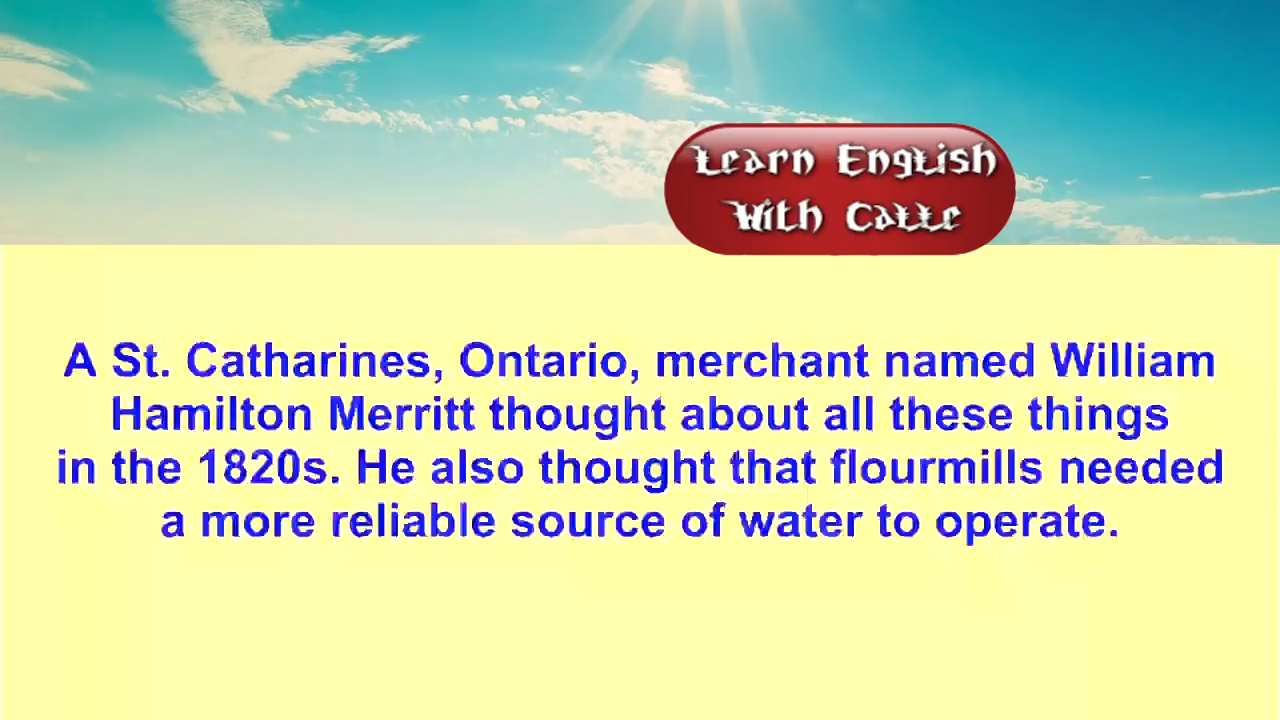 Learn English
With Calle
A St. Catharines, Ontario, merchant named William
Hamilton Merritt thought about all these things
in the 1820s. He also thought that flourmills needed
a more reliable source of water to operate.